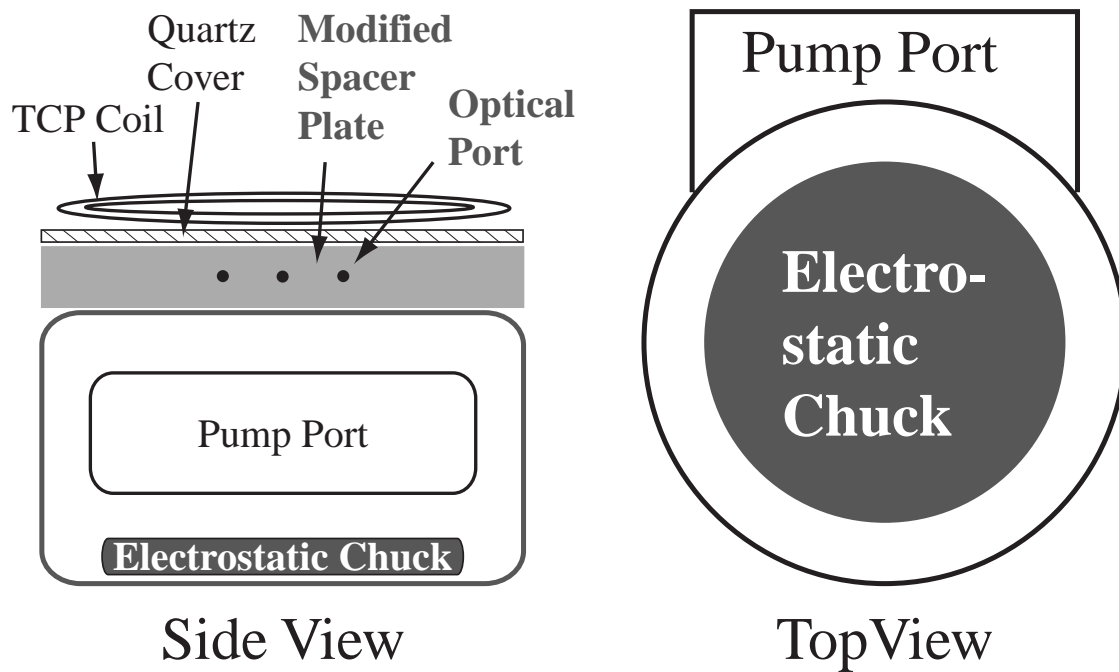 Quartz
Cover
Modified
Spacer
Plate
TCP Coil
Optical
Port
Pump Port
Electrostatic Chuck
Side View
Pump Port
Electro-
static
Chuck
TopView